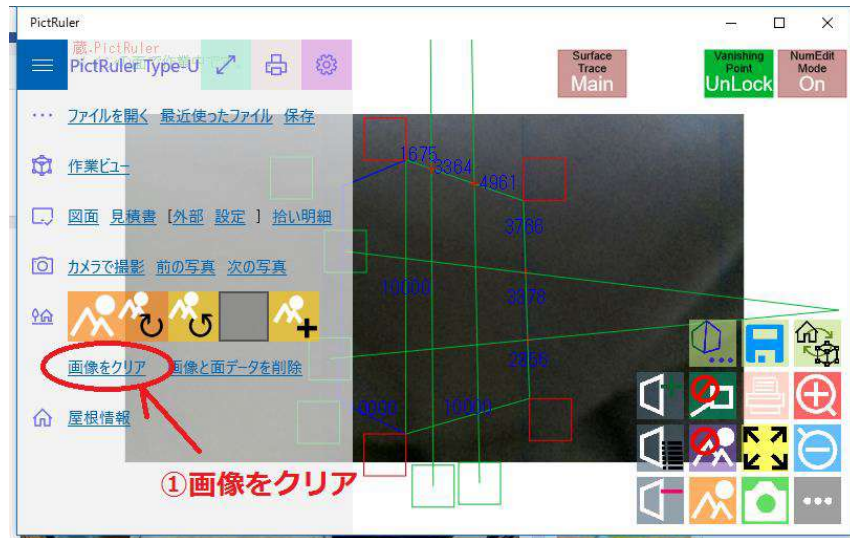 PictRuler
蔵.PictRuler
PictRuler Type-U
Surface Trace Main
Vanishing Point UnLock
NumEdit Mode On
ファイルを開く 最近使ったファイル 保存
作業ビュー
図面 見積書 [外部 設定 ] 拾い明細
カメラで撮影 前の写真 次の写真
画像をクリア 画像と面データを削除
屋根情報
①画像をクリア
1675
3364
4961
3766
10000
3378
2856
10000